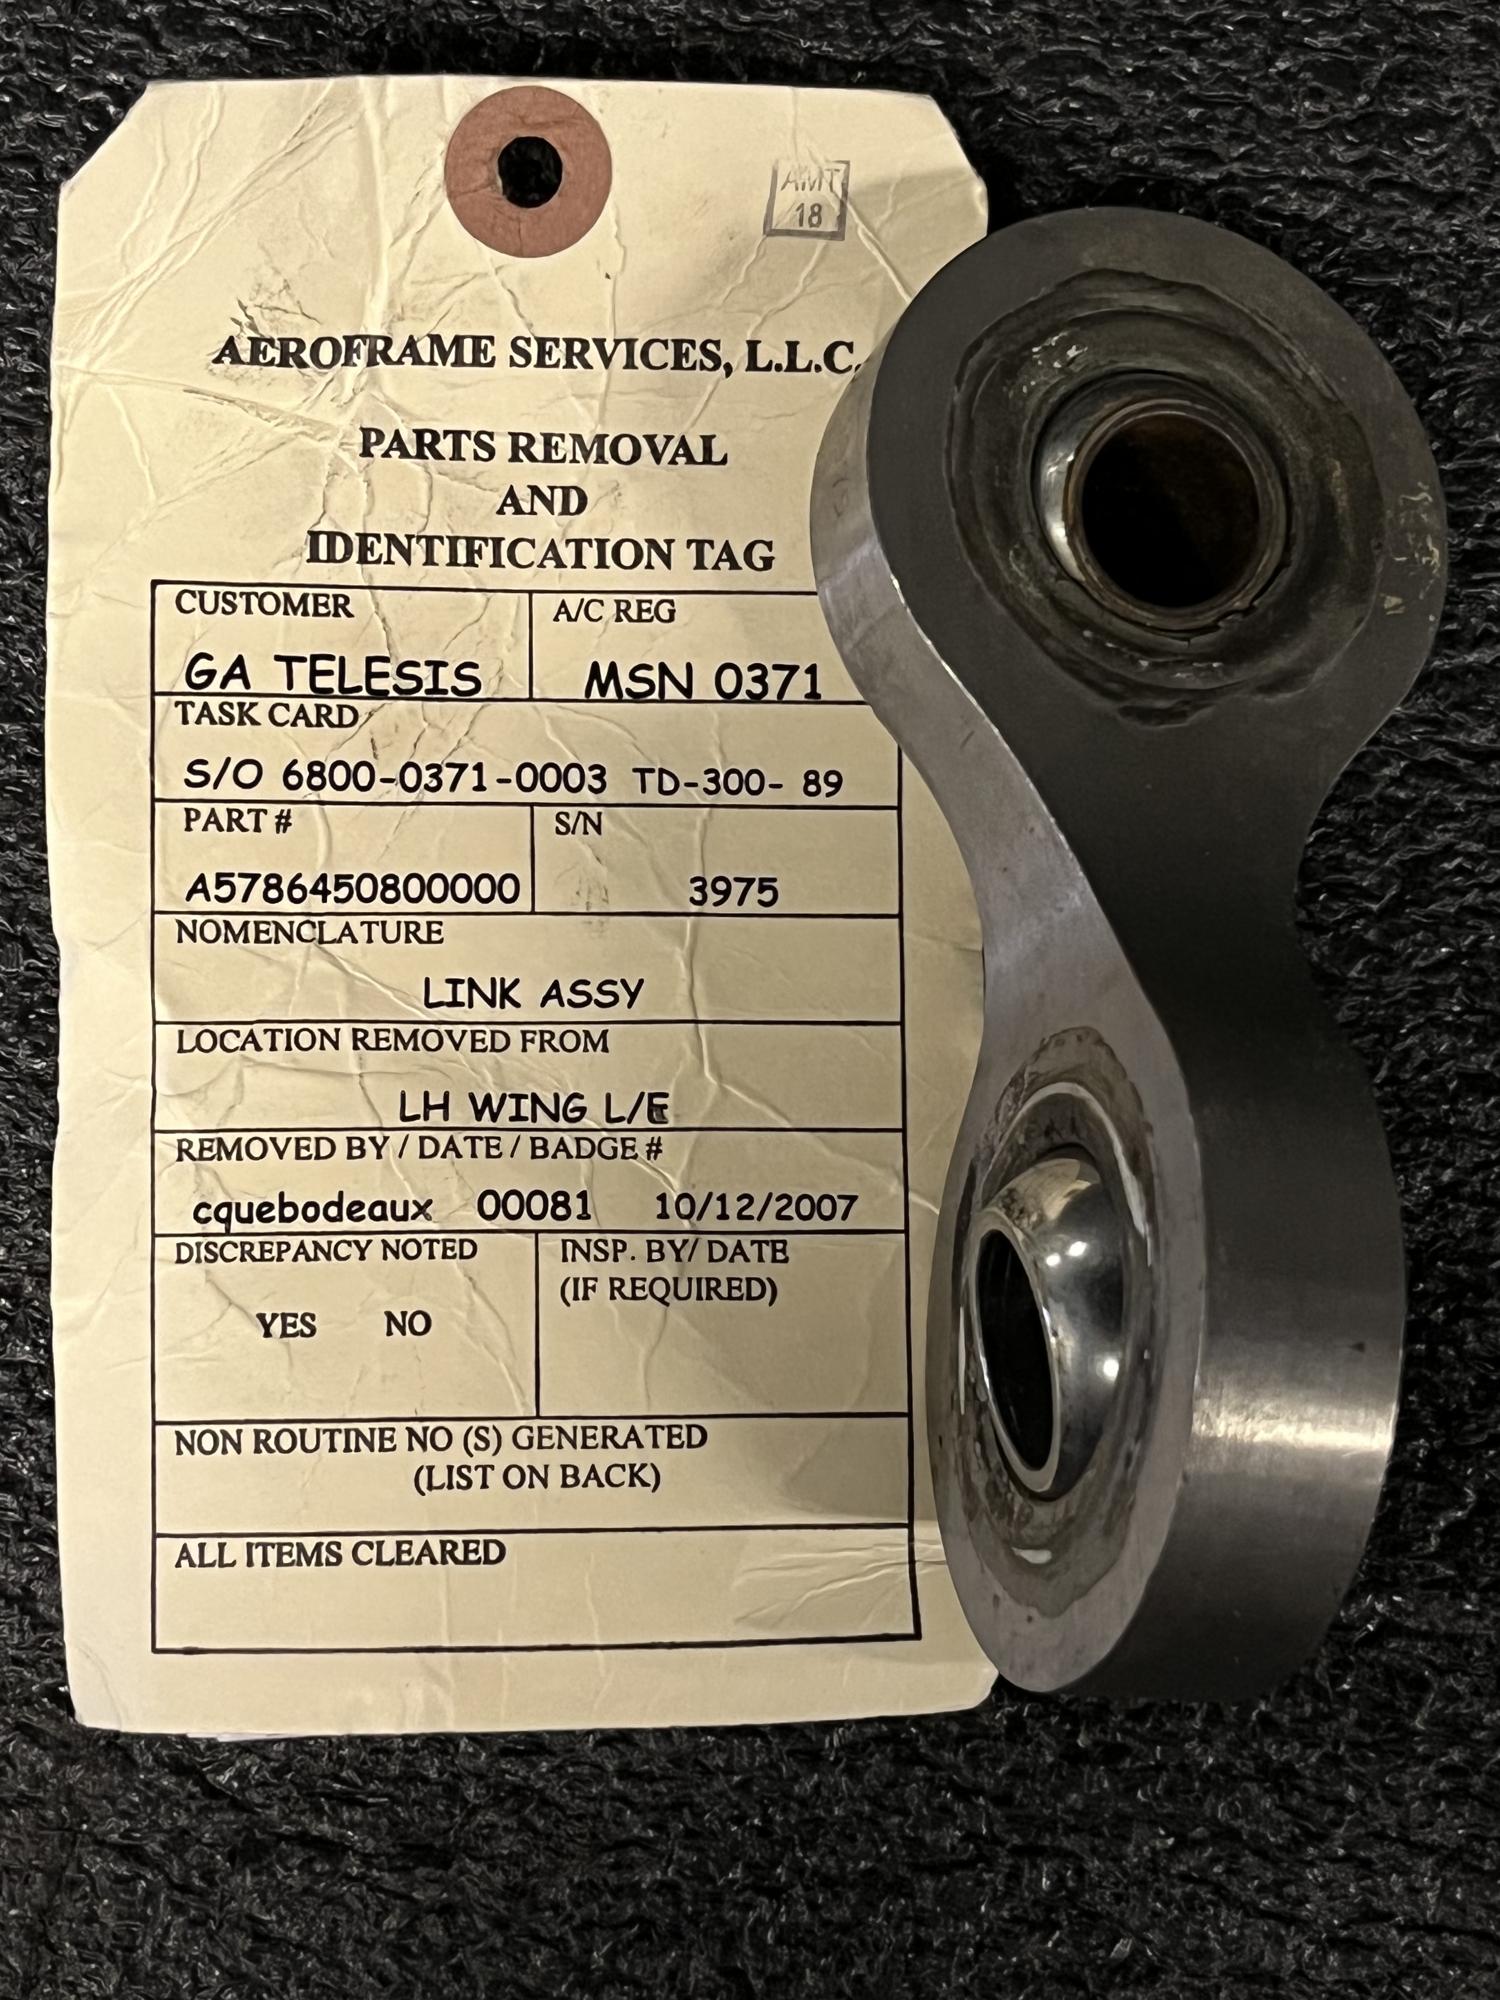 AMT
18
AEROFRAME SERVICES, L.L.C.
PARTS REMOVAL
AND
IDENTIFICATION TAG
CUSTOMER
GA TELESIS
A/C REG
MSN 0371
TASK CARD
S/O 6800-0371-0003 TD-300- 89
PART #
A5786450800000
S/N
3975
NOMENCLATURE
LINK ASSY
LOCATION REMOVED FROM
LH WING L/E
REMOVED BY / DATE / BADGE #
cquebodeaux 00081 10/12/2007
DISCREPANCY NOTED
YES NO
INSP. BY/ DATE
(IF REQUIRED)
NON ROUTINE NO (S) GENERATED
(LIST ON BACK)
ALL ITEMS CLEARED